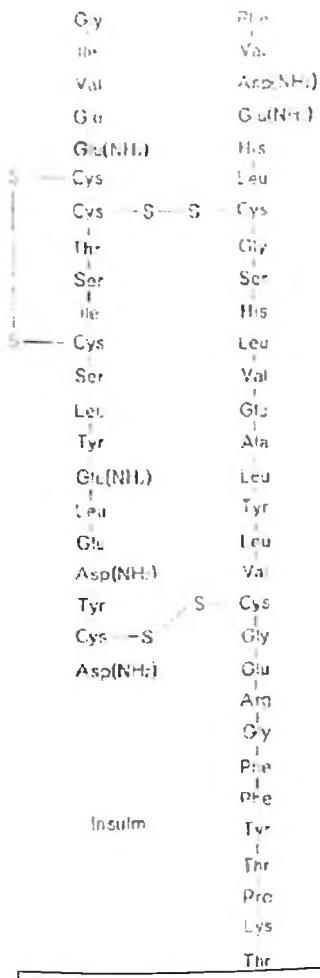 Gly Phe
Ile Val
Val Asp(NH₂)
Glu Glu(NH₂)
Glu(NH₂) His
S — Cys Leu
Cys — S — S — Cys
Thr Gly
Ser Ser
Ile His
S — Cys Leu
Ser Val
Leu Glu
Tyr Ala
Glu(NH₂) Leu
Leu Tyr
Glu Leu
Asp(NH₂) Val
Tyr S — Cys
Cys — S Gly
Asp(NH₂) Glu
Arg
Gly
Phe
Phe
Insulin Tyr
Thr
Pro
Lys
Thr